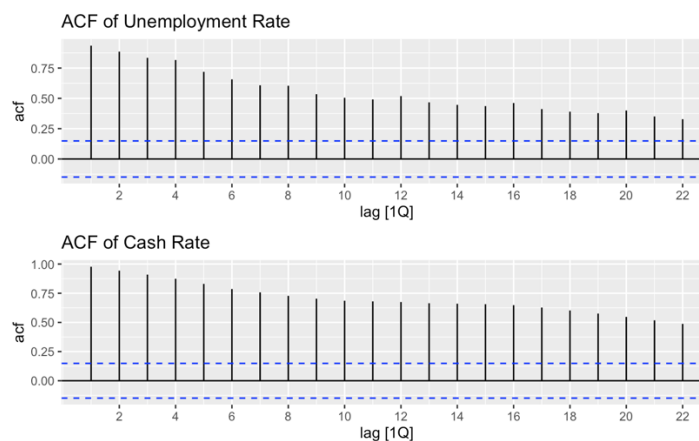 ACF of Unemployment Rate
0.75
0.50
0.25
0.00
acf
2 4 6 8 10 12 14 16 18 20 22
lag [1Q]
ACF of Cash Rate
1.00
0.75
0.50
0.25
0.00
acf
2 4 6 8 10 12 14 16 18 20 22
lag [1Q]